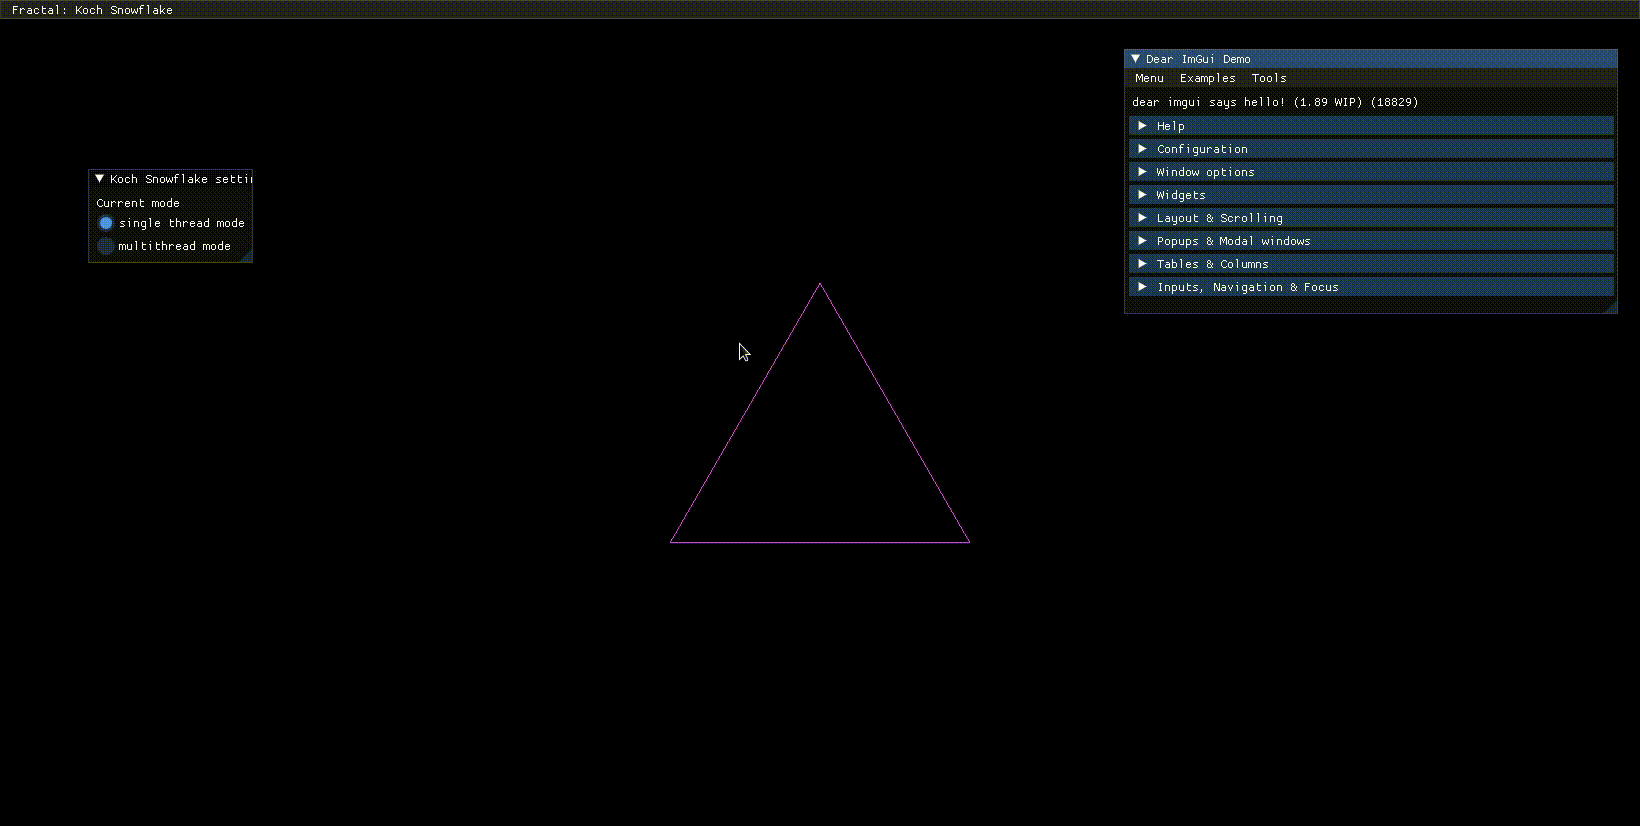 Fractal: Koch Snowflake
Dear ImGui Demo
Menu Examples Tools
dear imgui says hello! (1.89 WIP) (18829)
Help
Configuration
Window options
Widgets
Layout & Scrolling
Popups & Modal windows
Tables & Columns
Inputs, Navigation & Focus
Koch Snowflake settin
Current mode
single thread mode
multithread mode